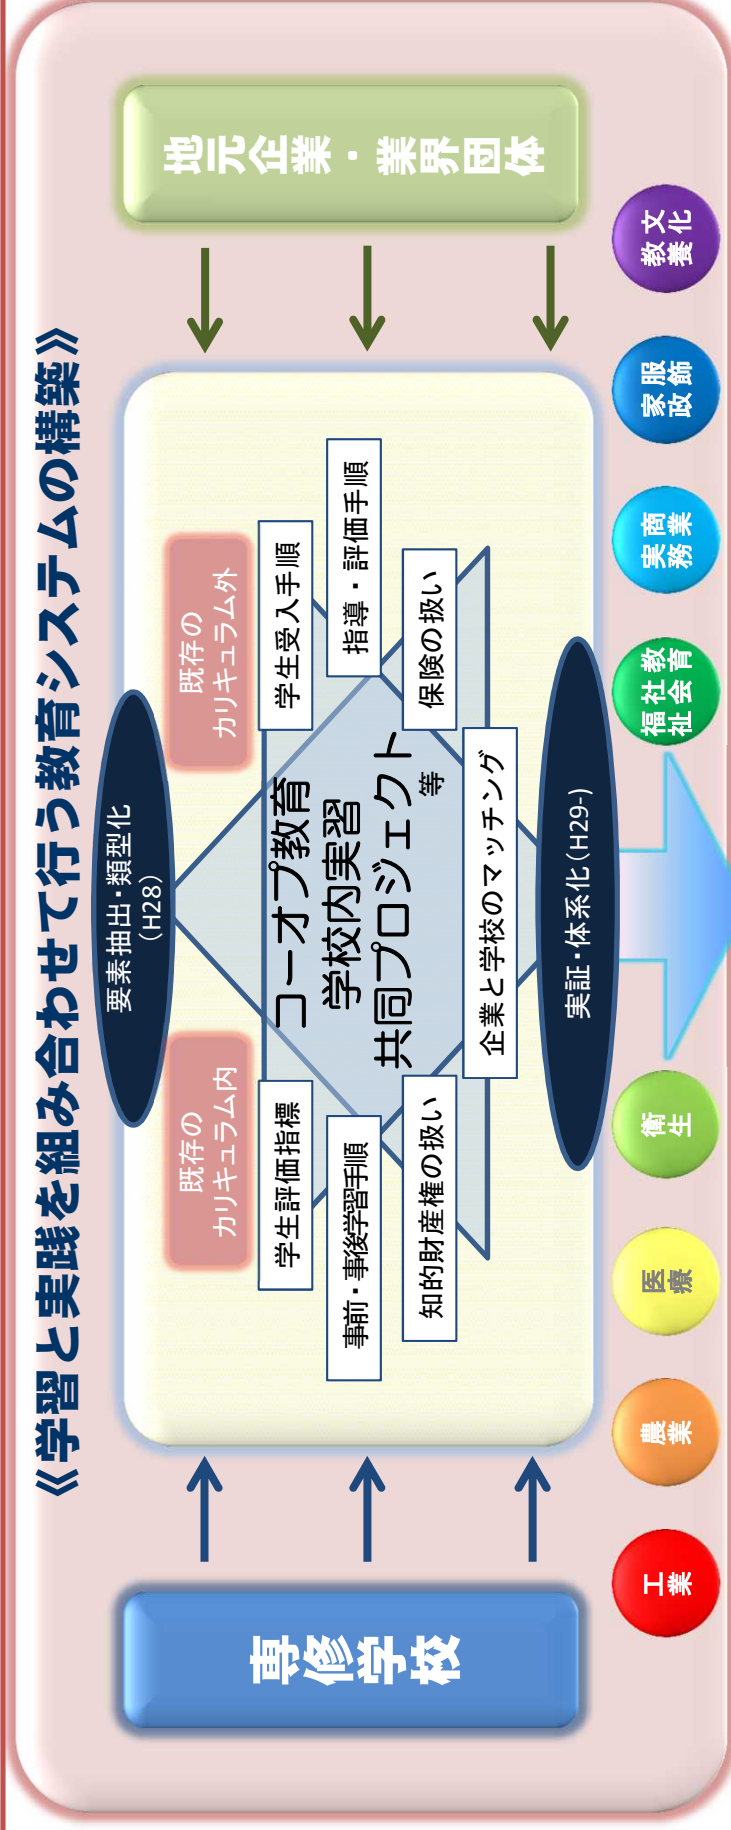 《学習と実践を組み合わせて行う教育システムの構築》
要素抽出・類型化
（H28）
既存の
カリキュラム内
既存の
カリキュラム外
学生評価指標
学生受入手順
事前・事後学習手順
指導・評価手順
知的財産権の扱い
保険の扱い
企業と学校のマッチング
コーオプ教育
学校内実習
共同プロジェクト
等
実証・体系化（H29-)
専修学校
地元企業・業界団体
工業
農業
医療
衛生
教育
社会
福祉
商業
実務
服飾
家政
文化
教養